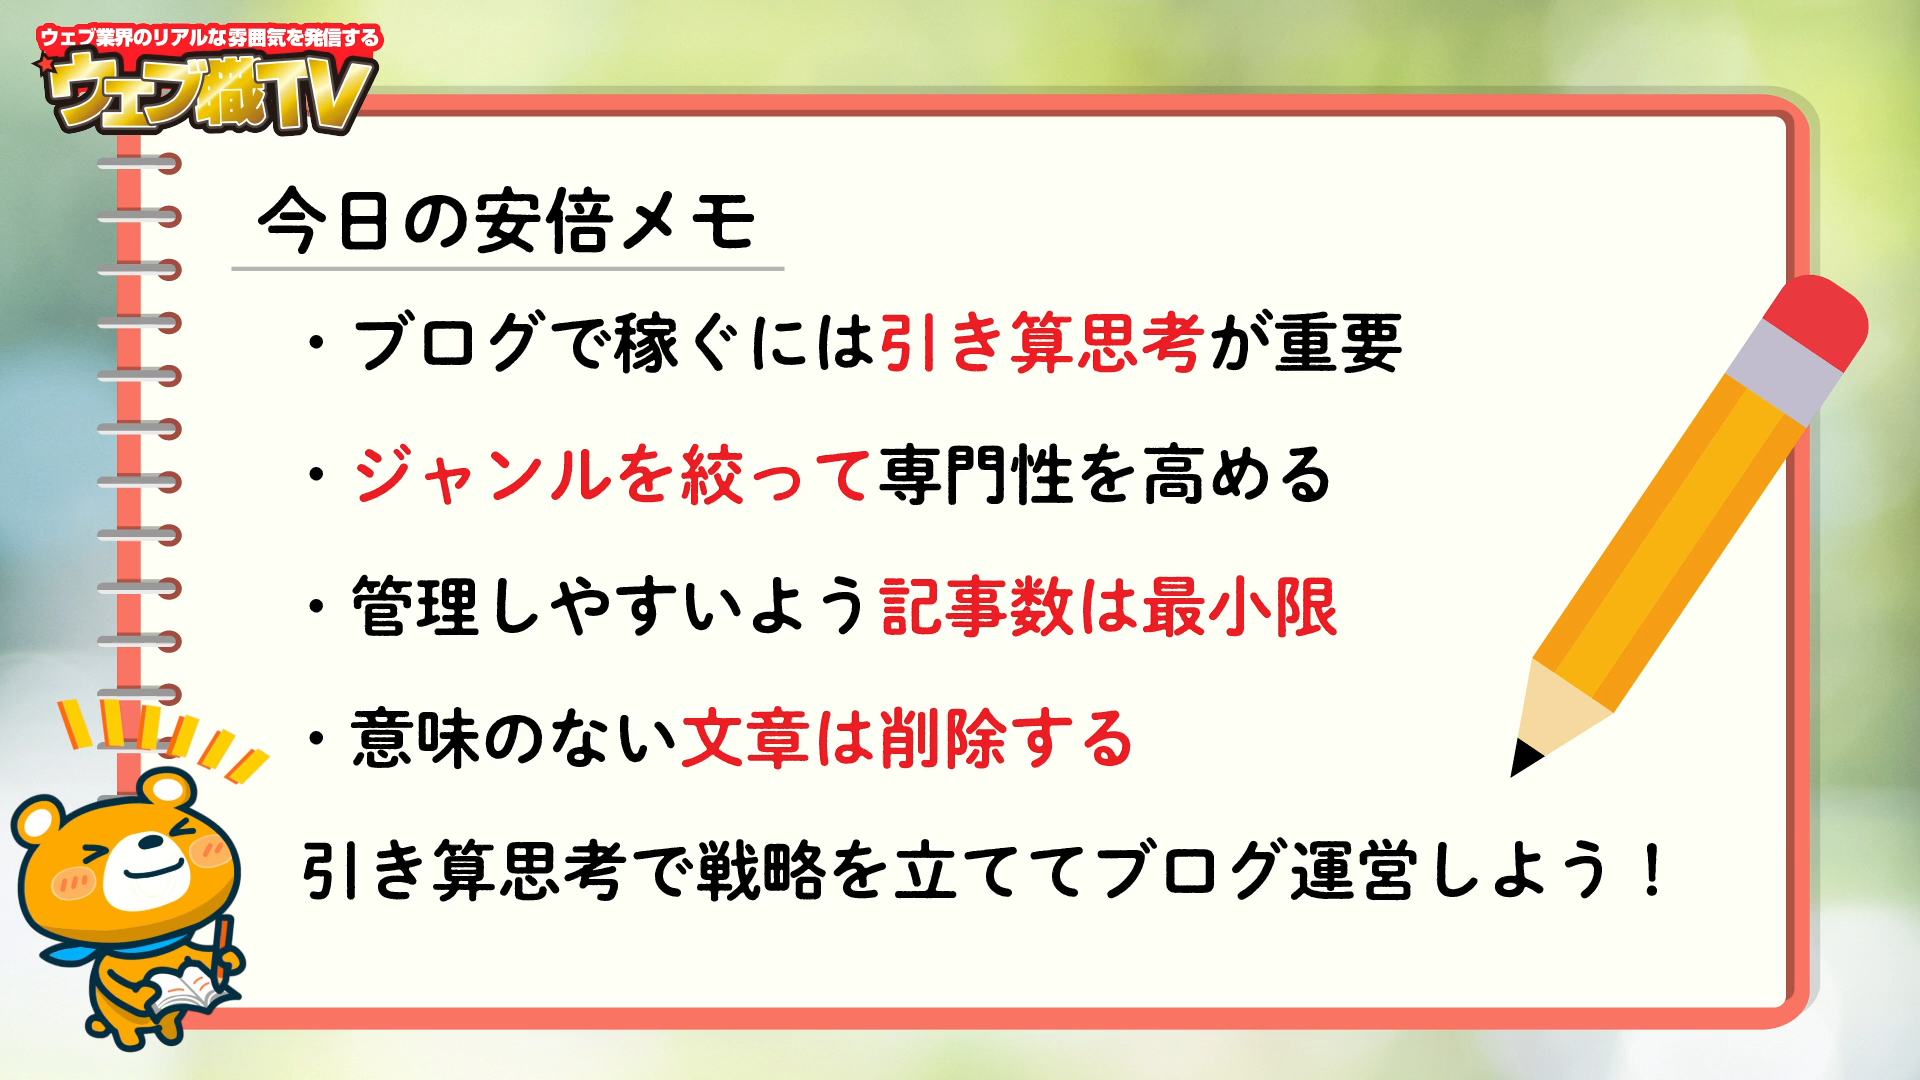 ウェブ業界のリアルな雰囲気を発信する
ウェブ職TV
今日の安倍メモ
・ブログで稼ぐには引き算思考が重要
・ジャンルを絞って専門性を高める
・管理しやすいよう記事数は最小限
・意味のない文章は削除する
引き算思考で戦略を立ててブログ運営しよう！